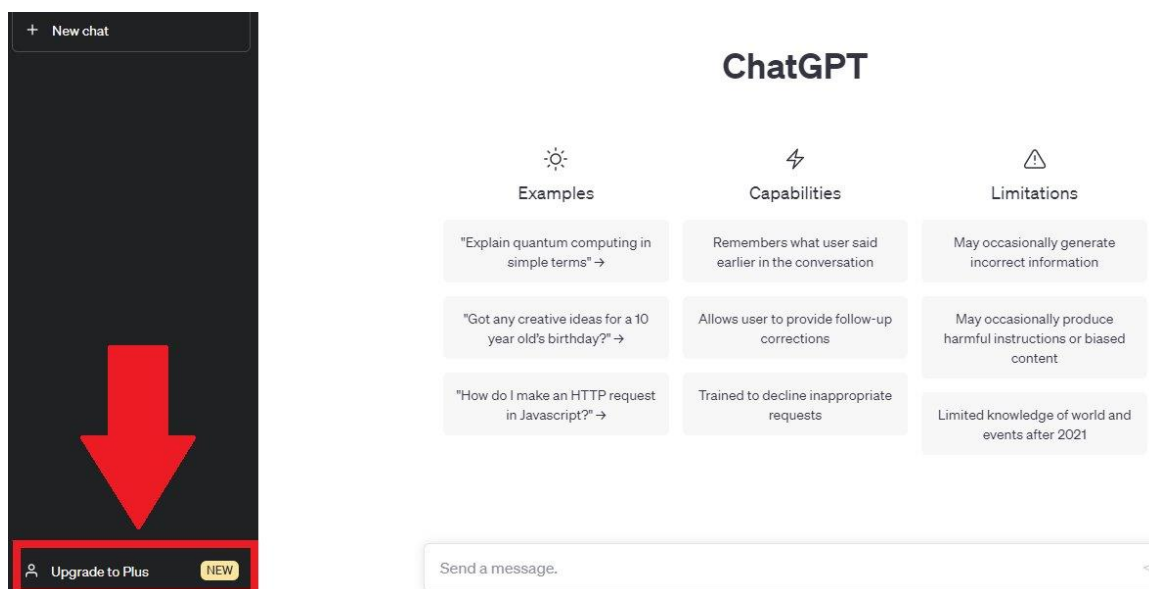 + New chat
ChatGPT
Examples
"Explain quantum computing in
simple terms" →
"Got any creative ideas for a 10
year old's birthday?" →
"How do I make an HTTP request
in Javascript?" →
Capabilities
Remembers what user said
earlier in the conversation
Allows user to provide follow-up
corrections
Trained to decline inappropriate
requests
Limitations
May occasionally generate
incorrect information
May occasionally produce
harmful instructions or biased
content
Limited knowledge of world and
events after 2021
Upgrade to Plus NEW
Send a message.